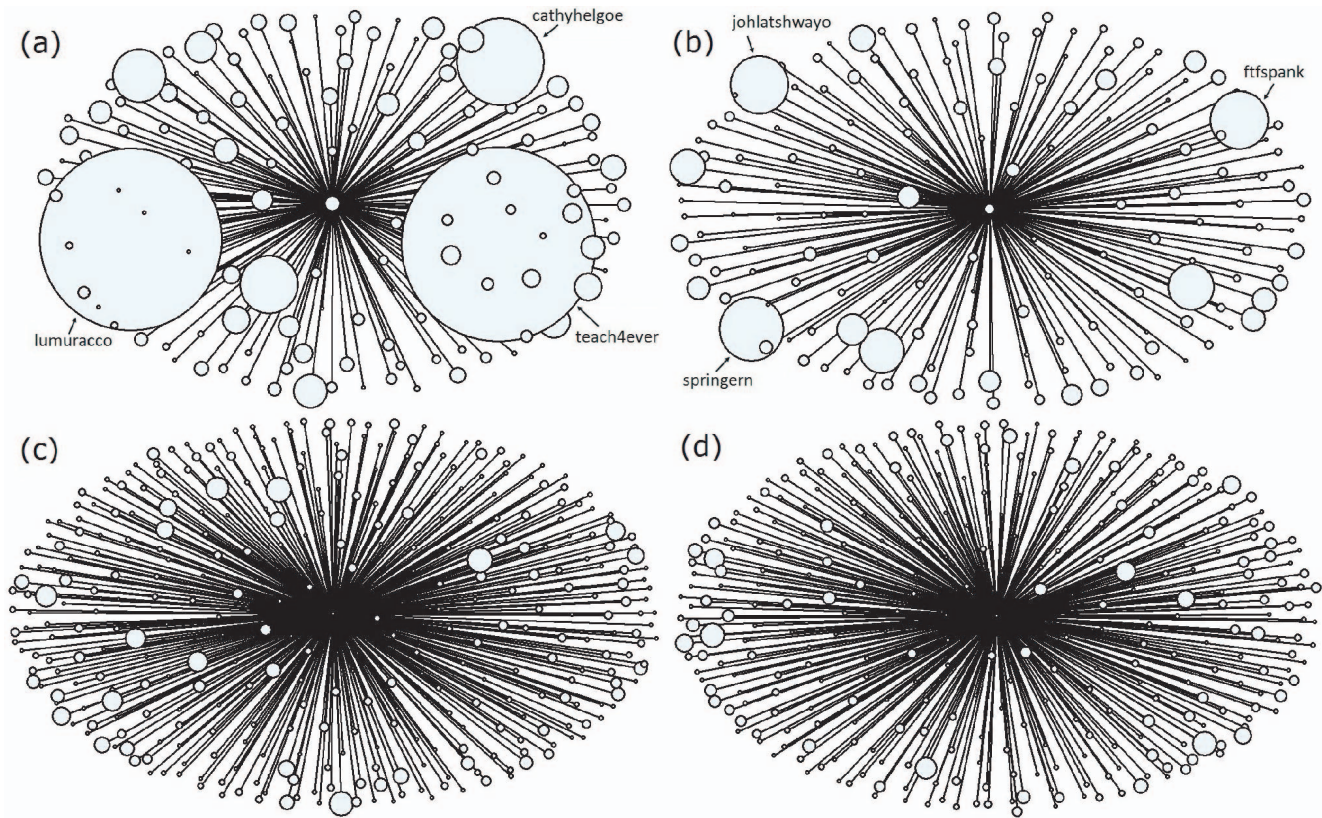 (a)
cathyhelgoe
lumuracco
teach4ever
(b)
johlatshwayo
ftfspank
springern
(c)
(d)